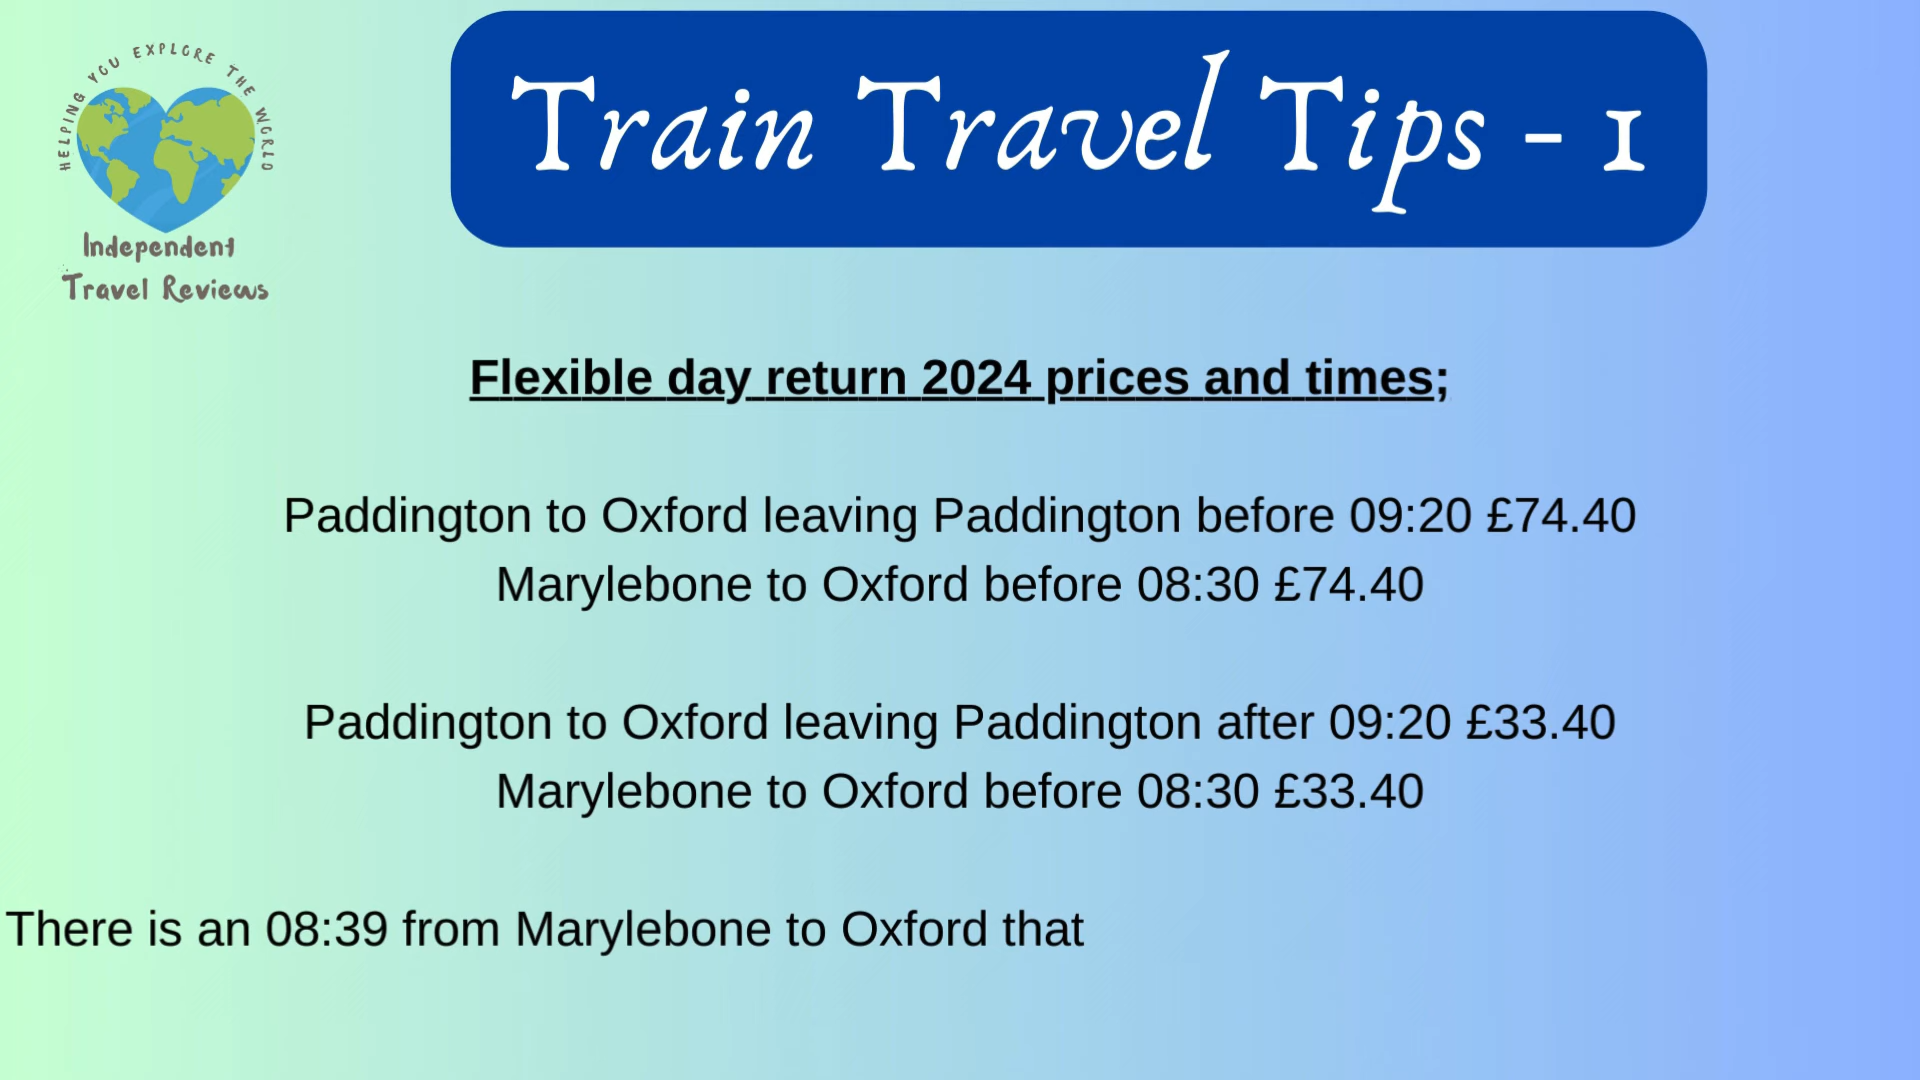 HELPING YOU EXPLORE THE WORLD
Independent
Travel Reviews
Train Travel Tips - 1
Flexible day return 2024 prices and times;
Paddington to Oxford leaving Paddington before 09:20 £74.40
Marylebone to Oxford before 08:30 £74.40
Paddington to Oxford leaving Paddington after 09:20 £33.40
Marylebone to Oxford before 08:30 £33.40
There is an 08:39 from Marylebone to Oxford that